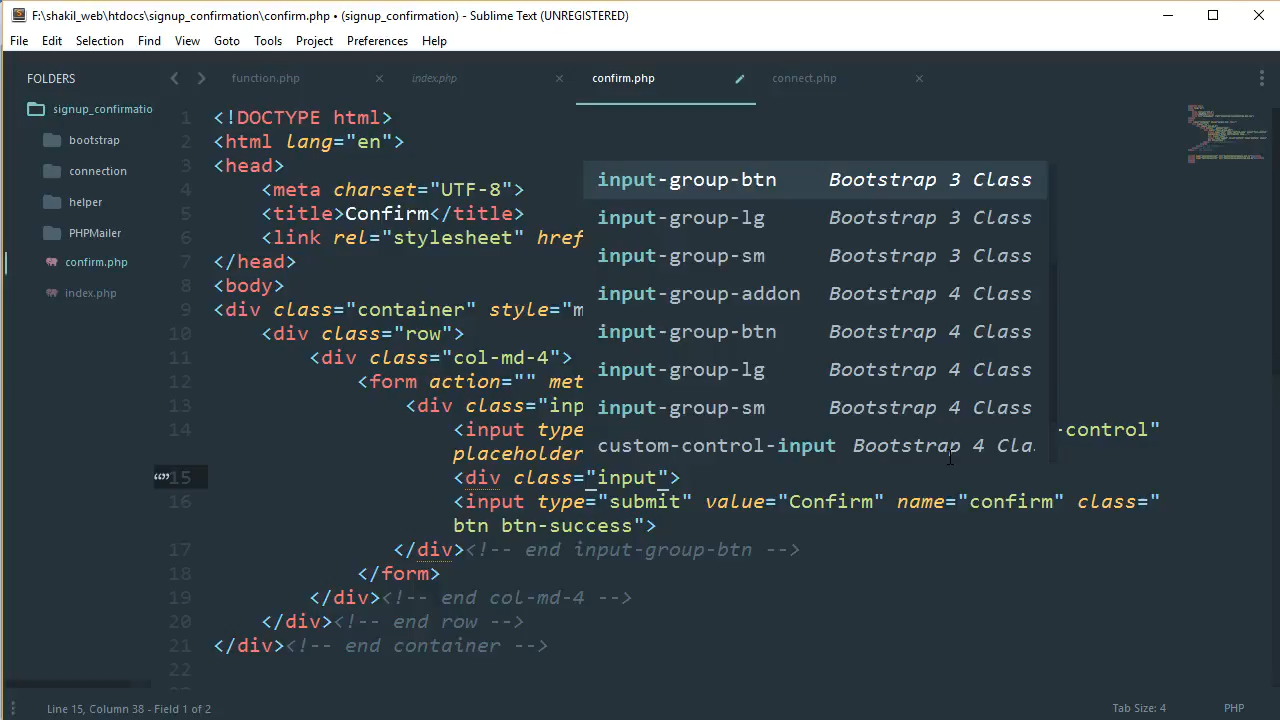 F:\shakil_web\htdocs\signup_confirmation\confirm.php • (signup_confirmation) - Sublime Text (UNREGISTERED)
File Edit Selection Find View Goto Tools Project Preferences Help
FOLDERS
signup_confirmatio
bootstrap
connection
helper
PHPMailer
confirm.php
index.php
function.php index.php confirm.php connect.php
1 <!DOCTYPE html>
2 <html lang="en">
3 <head>
4 <meta charset="UTF-8">
5 <title>Confirm</title>
6 <link rel="stylesheet" href
7 </head>
8 <body>
9 <div class="container" style="m
10 <div class="row">
11 <div class="col-md-4">
12 <form action="" met
13 <div class="inp
14 <input type -control"
placeholder
15 <div class="input">
16 <input type="submit" value="Confirm" name="confirm" class="
btn btn-success">
17 </div><!-- end input-group-btn -->
18 </form>
19 </div><!-- end col-md-4 -->
20 </div><!-- end row -->
21 </div><!-- end container -->
22
input-group-btn Bootstrap 3 Class
input-group-lg Bootstrap 3 Class
input-group-sm Bootstrap 3 Class
input-group-addon Bootstrap 4 Class
input-group-btn Bootstrap 4 Class
input-group-lg Bootstrap 4 Class
input-group-sm Bootstrap 4 Class
custom-control-input Bootstrap 4 Cla
Line 15, Column 38 - Field 1 of 2
Tab Size: 4 PHP